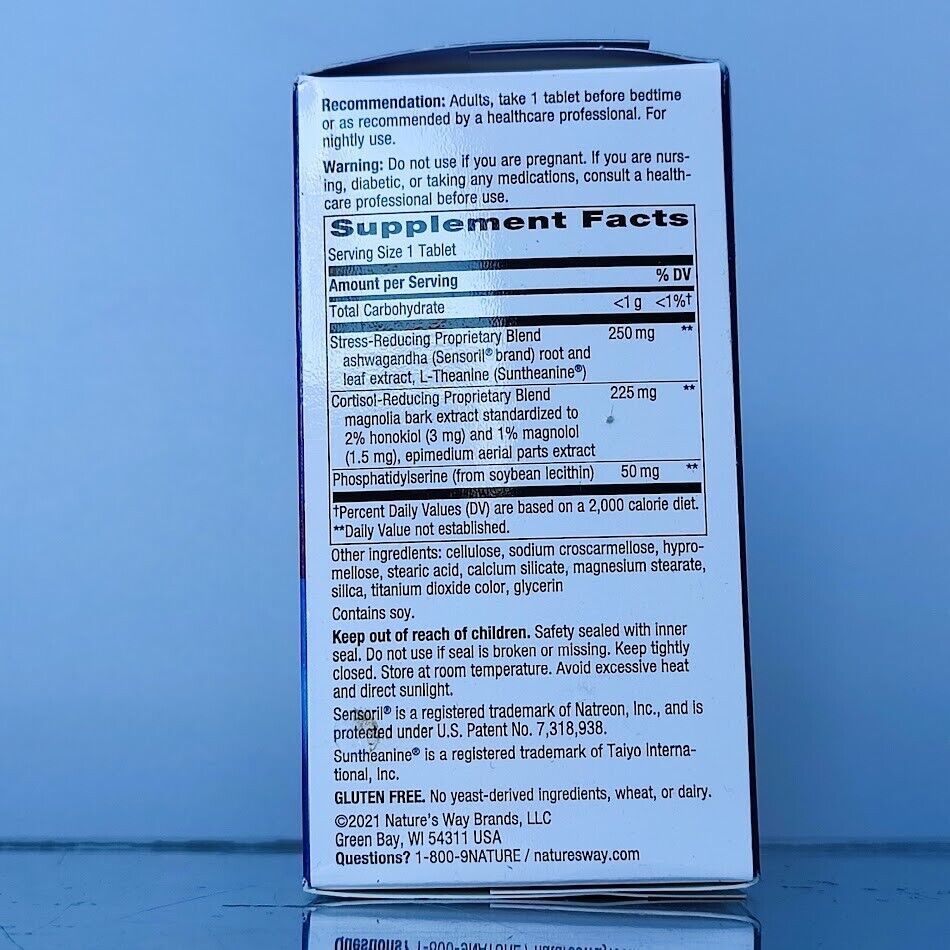 Recommendation: Adults, take 1 tablet before bedtime
or as recommended by a healthcare professional. For
nightly use.
Warning: Do not use if you are pregnant. If you are nurs-
ing, diabetic, or taking any medications, consult a health-
care professional before use.
Supplement Facts
Serving Size 1 Tablet
Amount per Serving % DV
Total Carbohydrate <1 g <1%†
Stress-Reducing Proprietary Blend 250 mg **
ashwagandha (Sensoril® brand) root and
leaf extract, L-Theanine (Suntheanine®)
Cortisol-Reducing Proprietary Blend 225 mg **
magnolia bark extract standardized to
2% honokiol (3 mg) and 1% magnolol
(1.5 mg), epimedium aerial parts extract
Phosphatidylserine (from soybean lecithin) 50 mg **
†Percent Daily Values (DV) are based on a 2,000 calorie diet.
**Daily Value not established.
Other ingredients: cellulose, sodium croscarmellose, hypro-
mellose, stearic acid, calcium silicate, magnesium stearate,
silica, titanium dioxide color, glycerin
Contains soy.
Keep out of reach of children. Safety sealed with inner
seal. Do not use if seal is broken or missing. Keep tightly
closed. Store at room temperature. Avoid excessive heat
and direct sunlight.
Sensoril® is a registered trademark of Natreon, Inc., and is
protected under U.S. Patent No. 7,318,938.
Suntheanine® is a registered trademark of Taiyo Interna-
tional, Inc.
GLUTEN FREE. No yeast-derived ingredients, wheat, or dairy.
©2021 Nature's Way Brands, LLC
Green Bay, WI 54311 USA
Questions? 1-800-9NATURE / naturesway.com